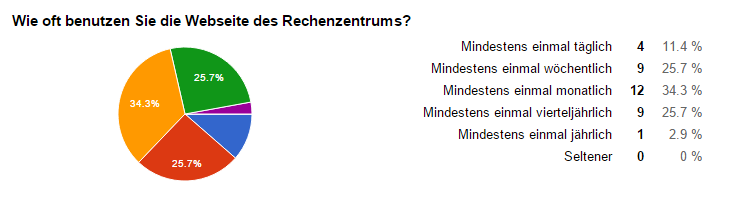 Wie oft benutzen Sie die Webseite des Rechenzentrums?
25.7%
34.3%
25.7%
Mindestens einmal täglich 4 11.4 %
Mindestens einmal wöchentlich 9 25.7 %
Mindestens einmal monatlich 12 34.3 %
Mindestens einmal vierteljährlich 9 25.7 %
Mindestens einmal jährlich 1 2.9 %
Seltener 0 0 %